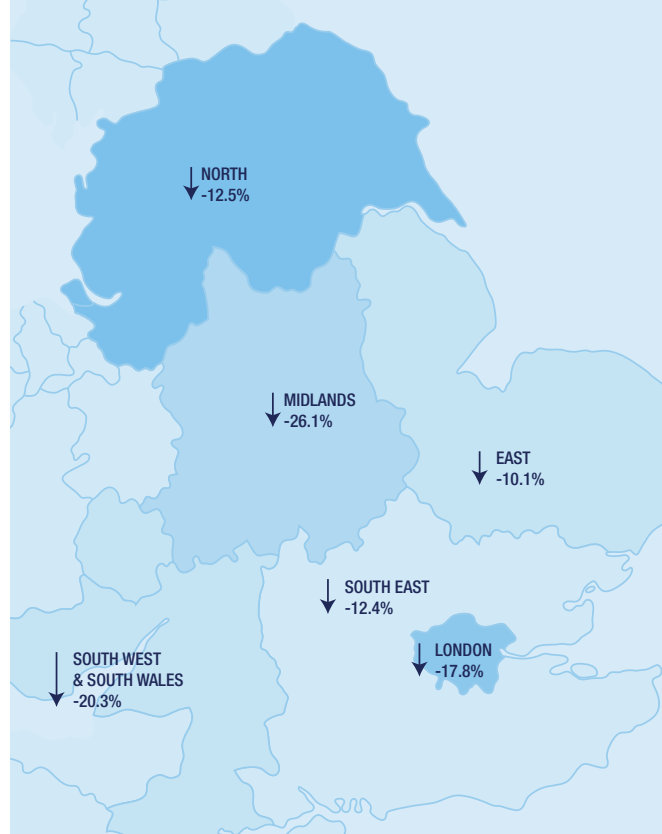 NORTH
-12.5%
MIDLANDS
-26.1%
EAST
-10.1%
SOUTH EAST
-12.4%
LONDON
-17.8%
SOUTH WEST
& SOUTH WALES
-20.3%